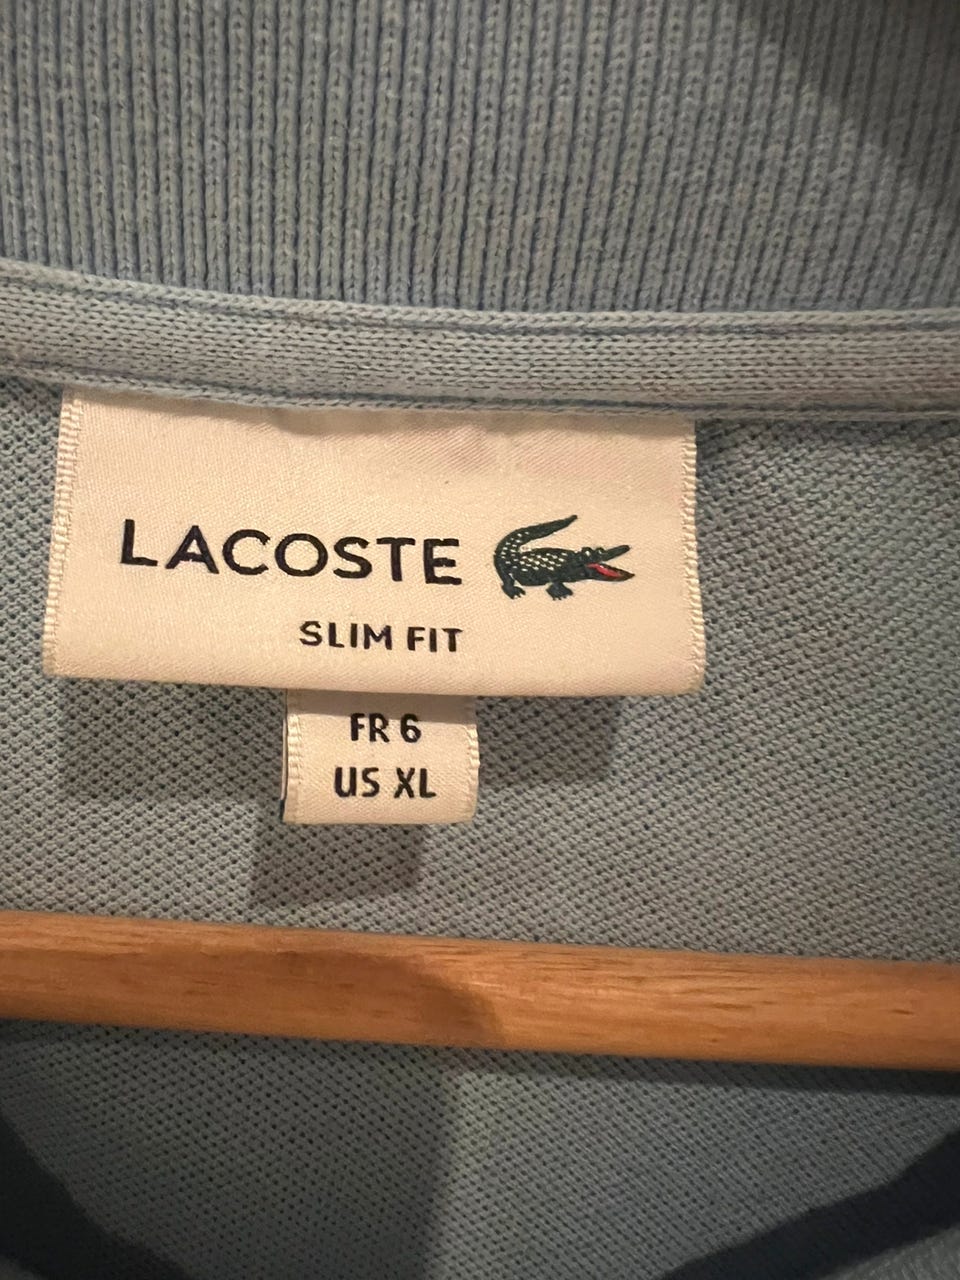 LACOSTE
SLIM FIT
FR 6
US XL